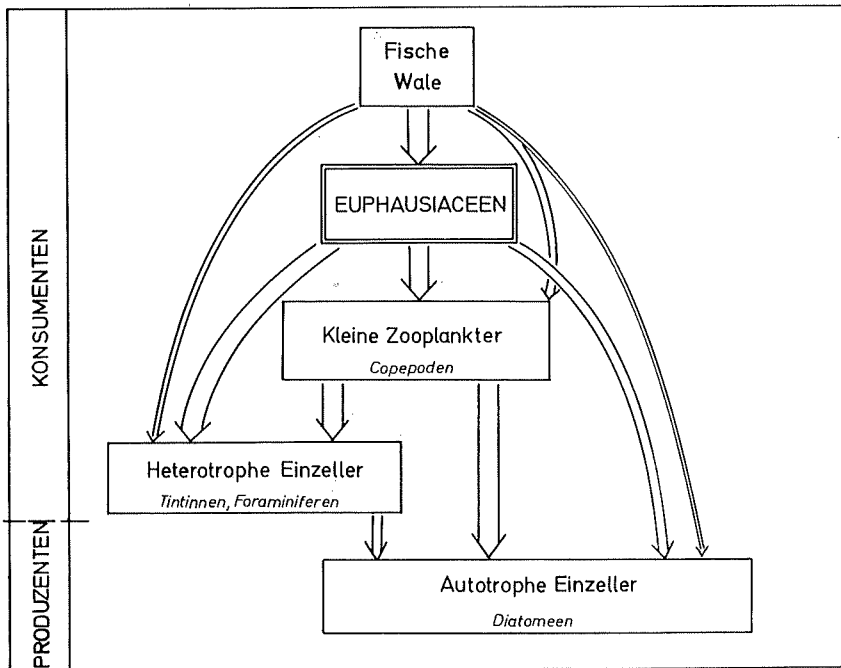 Fische
Wale
EUPHAUSIACEEN
Kleine Zooplankter
Copepoden
Heterotrophe Einzeller
Tintinnen, Foraminiferen
Autotrophe Einzeller
Diatomeen
KONSUMENTEN
PRODUZENTEN